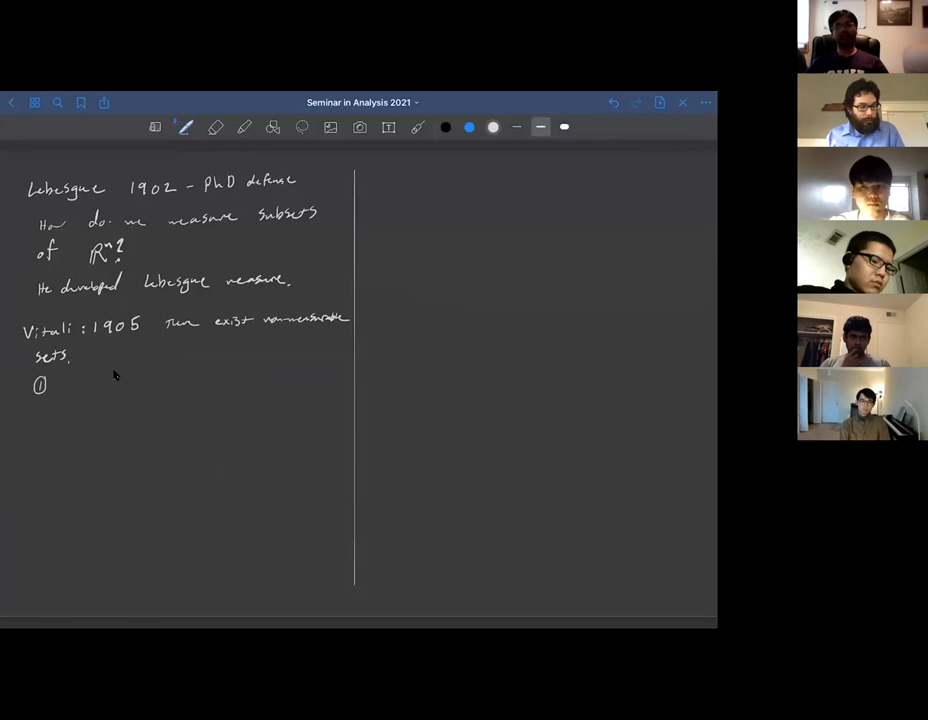 Seminar in Analysis 2021
Lebesgue 1902 - PhD defense
How do we measure subsets
of ℝⁿ?
He developed Lebesgue measure.
Vitali : 1905 There exist nonmeasurable
sets.
①